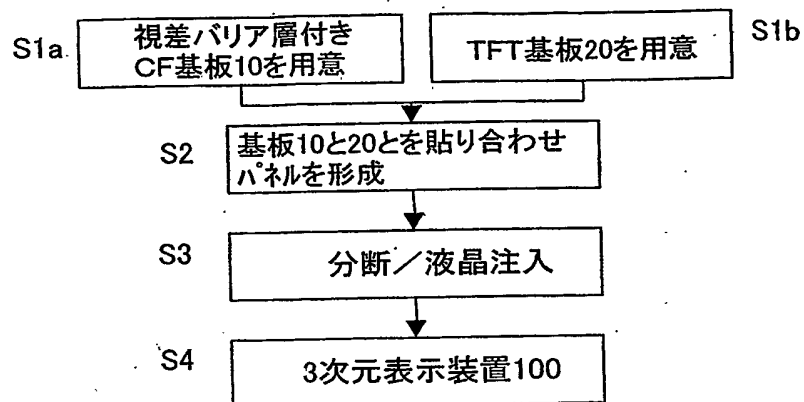 S1a
視差バリア層付き
CF基板10を用意
TFT基板20を用意
S1b
S2
基板10と20とを貼り合わせ
パネルを形成
S3
分断／液晶注入
S4
3次元表示装置100